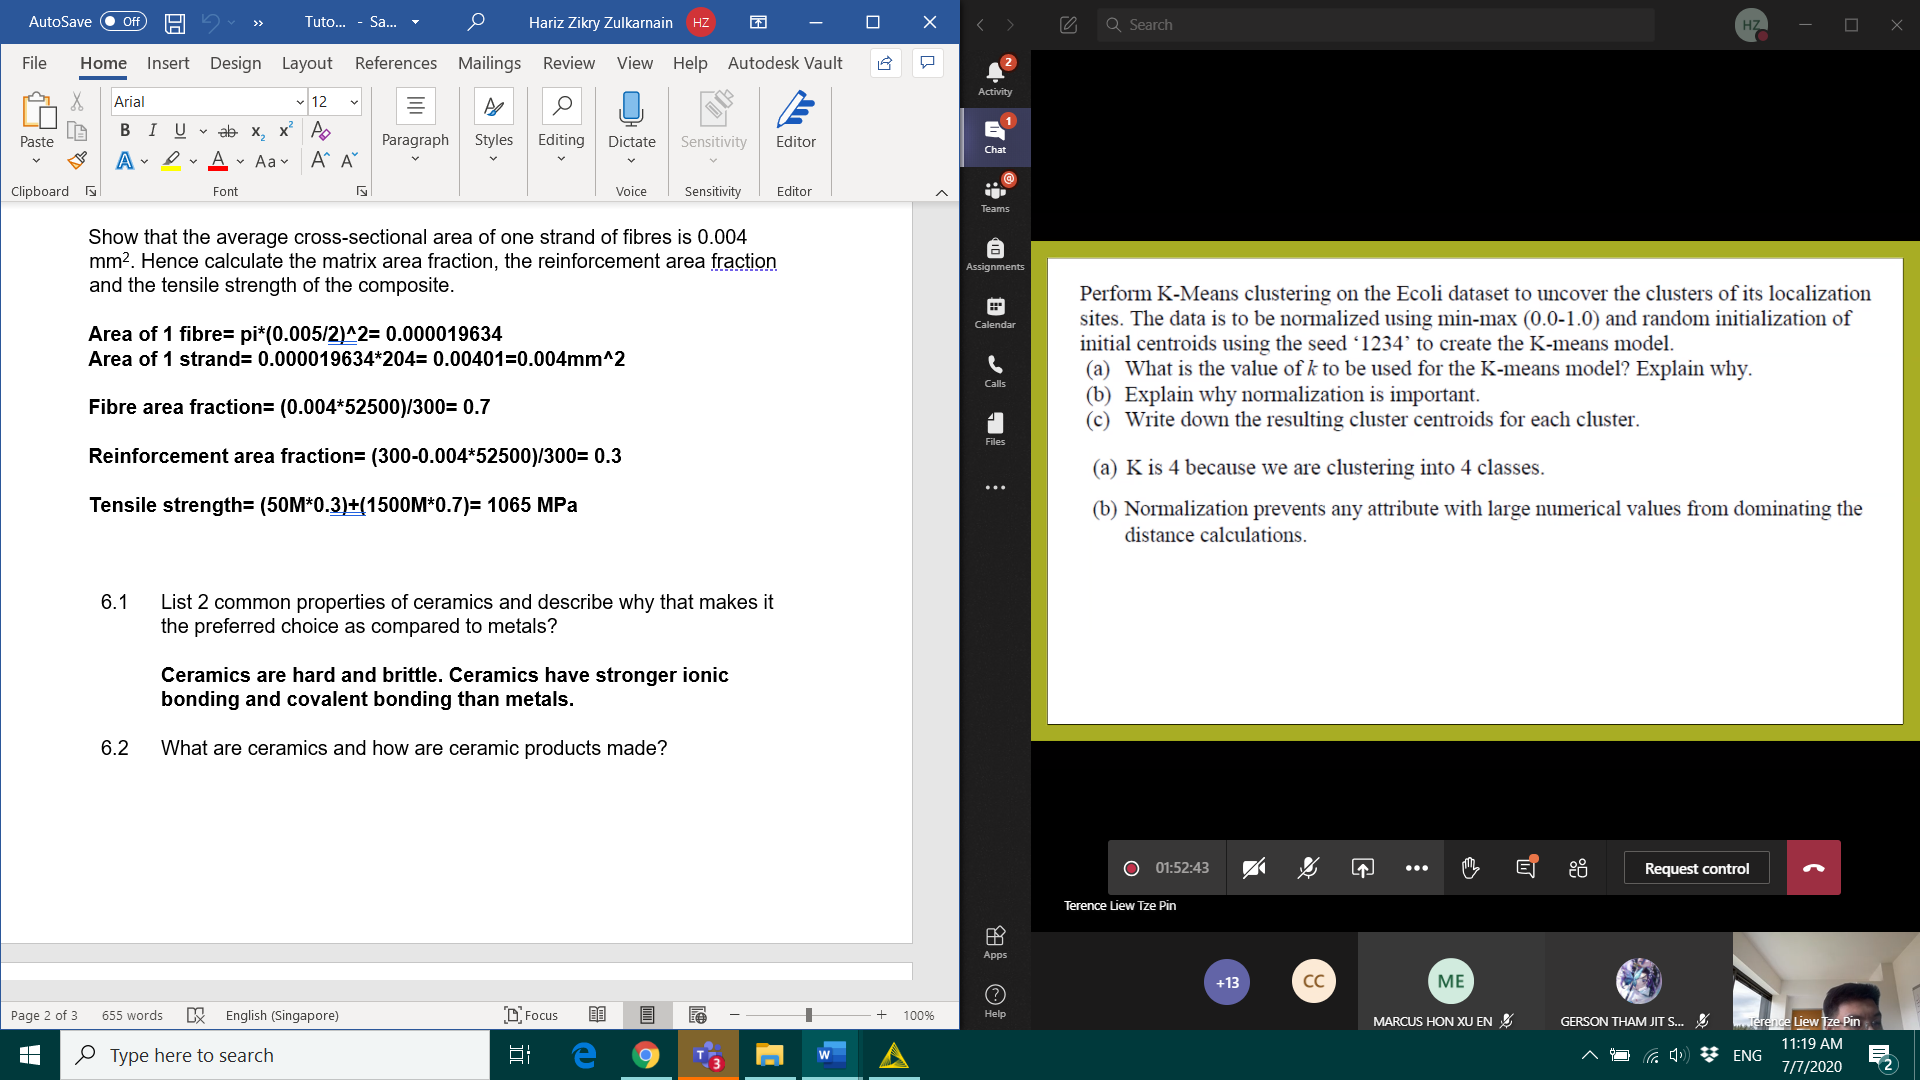 AutoSave Off Tuto... - Sa... Hariz Zikry Zulkarnain HZ
File Home Insert Design Layout References Mailings Review View Help Autodesk Vault
Arial 12
Paste
B I U ab x2 x2 A
A A Aa A A
Paragraph Styles Editing Dictate Sensitivity Editor
Clipboard Font Voice Sensitivity Editor
Show that the average cross-sectional area of one strand of fibres is 0.004
mm2. Hence calculate the matrix area fraction, the reinforcement area fraction
and the tensile strength of the composite.
Area of 1 fibre= pi*(0.005/2)^2= 0.000019634
Area of 1 strand= 0.000019634*204= 0.00401=0.004mm^2
Fibre area fraction= (0.004*52500)/300= 0.7
Reinforcement area fraction= (300-0.004*52500)/300= 0.3
Tensile strength= (50M*0.3)+(1500M*0.7)= 1065 MPa
6.1 List 2 common properties of ceramics and describe why that makes it
the preferred choice as compared to metals?
Ceramics are hard and brittle. Ceramics have stronger ionic
bonding and covalent bonding than metals.
6.2 What are ceramics and how are ceramic products made?
Page 2 of 3 655 words English (Singapore) Focus 100%
Search
HZ
2
Activity
1
Chat
@
Teams
Assignments
Calendar
Calls
Files
Apps
Help
Perform K-Means clustering on the Ecoli dataset to uncover the clusters of its localization
sites. The data is to be normalized using min-max (0.0-1.0) and random initialization of
initial centroids using the seed ‘1234’ to create the K-means model.
(a) What is the value of k to be used for the K-means model? Explain why.
(b) Explain why normalization is important.
(c) Write down the resulting cluster centroids for each cluster.
(a) K is 4 because we are clustering into 4 classes.
(b) Normalization prevents any attribute with large numerical values from dominating the
distance calculations.
01:52:43 Request control
Terence Liew Tze Pin
+13 CC ME
MARCUS HON XU EN GERSON THAM JIT S... Terence Liew Tze Pin
Type here to search
T 3 W
ENG 11:19 AM
7/7/2020 2